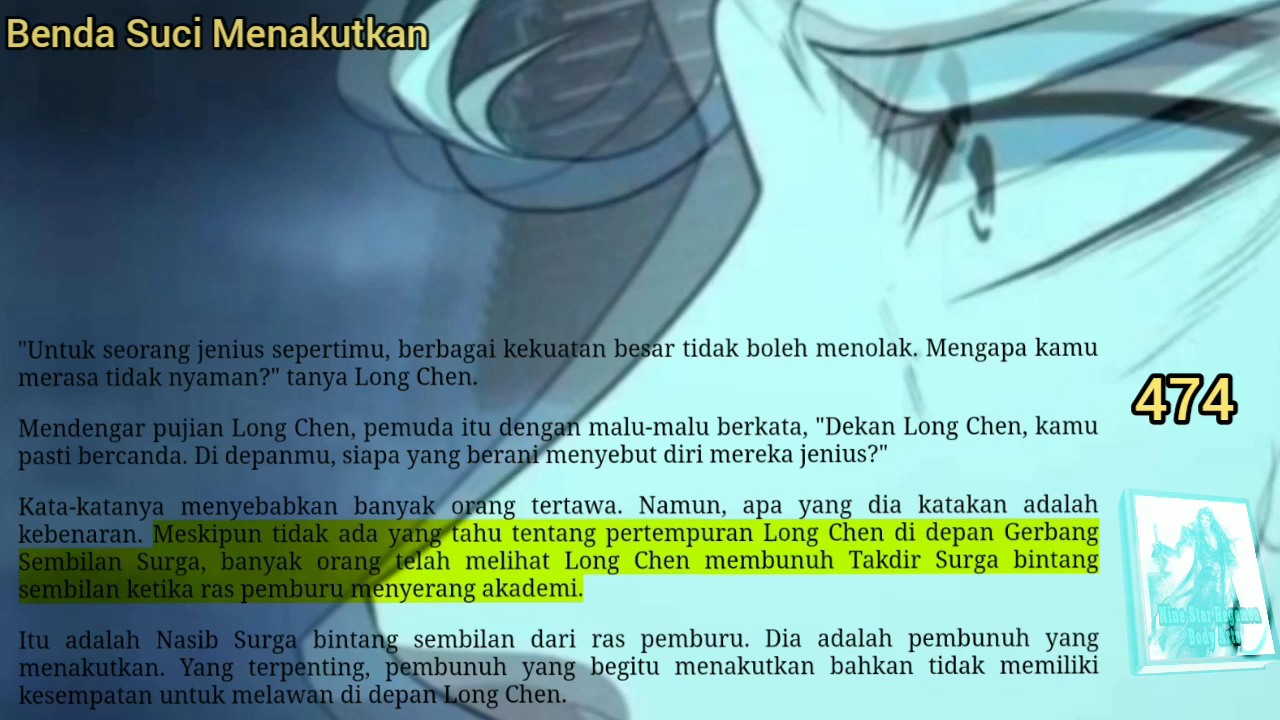 Benda Suci Menakutkan
"Untuk seorang jenius sepertimu, berbagai kekuatan besar tidak boleh menolak. Mengapa kamu
merasa tidak nyaman?" tanya Long Chen.
Mendengar pujian Long Chen, pemuda itu dengan malu-malu berkata, "Dekan Long Chen, kamu
pasti bercanda. Di depanmu, siapa yang berani menyebut diri mereka jenius?"
Kata-katanya menyebabkan banyak orang tertawa. Namun, apa yang dia katakan adalah
kebenaran. Meskipun tidak ada yang tahu tentang pertempuran Long Chen di depan Gerbang
Sembilan Surga, banyak orang telah melihat Long Chen membunuh Takdir Surga bintang
sembilan ketika ras pemburu menyerang akademi.
Itu adalah Nasib Surga bintang sembilan dari ras pemburu. Dia adalah pembunuh yang
menakutkan. Yang terpenting, pembunuh yang begitu menakutkan bahkan tidak memiliki
kesempatan untuk melawan di depan Long Chen.
474
Nine Star Hegemon
Body